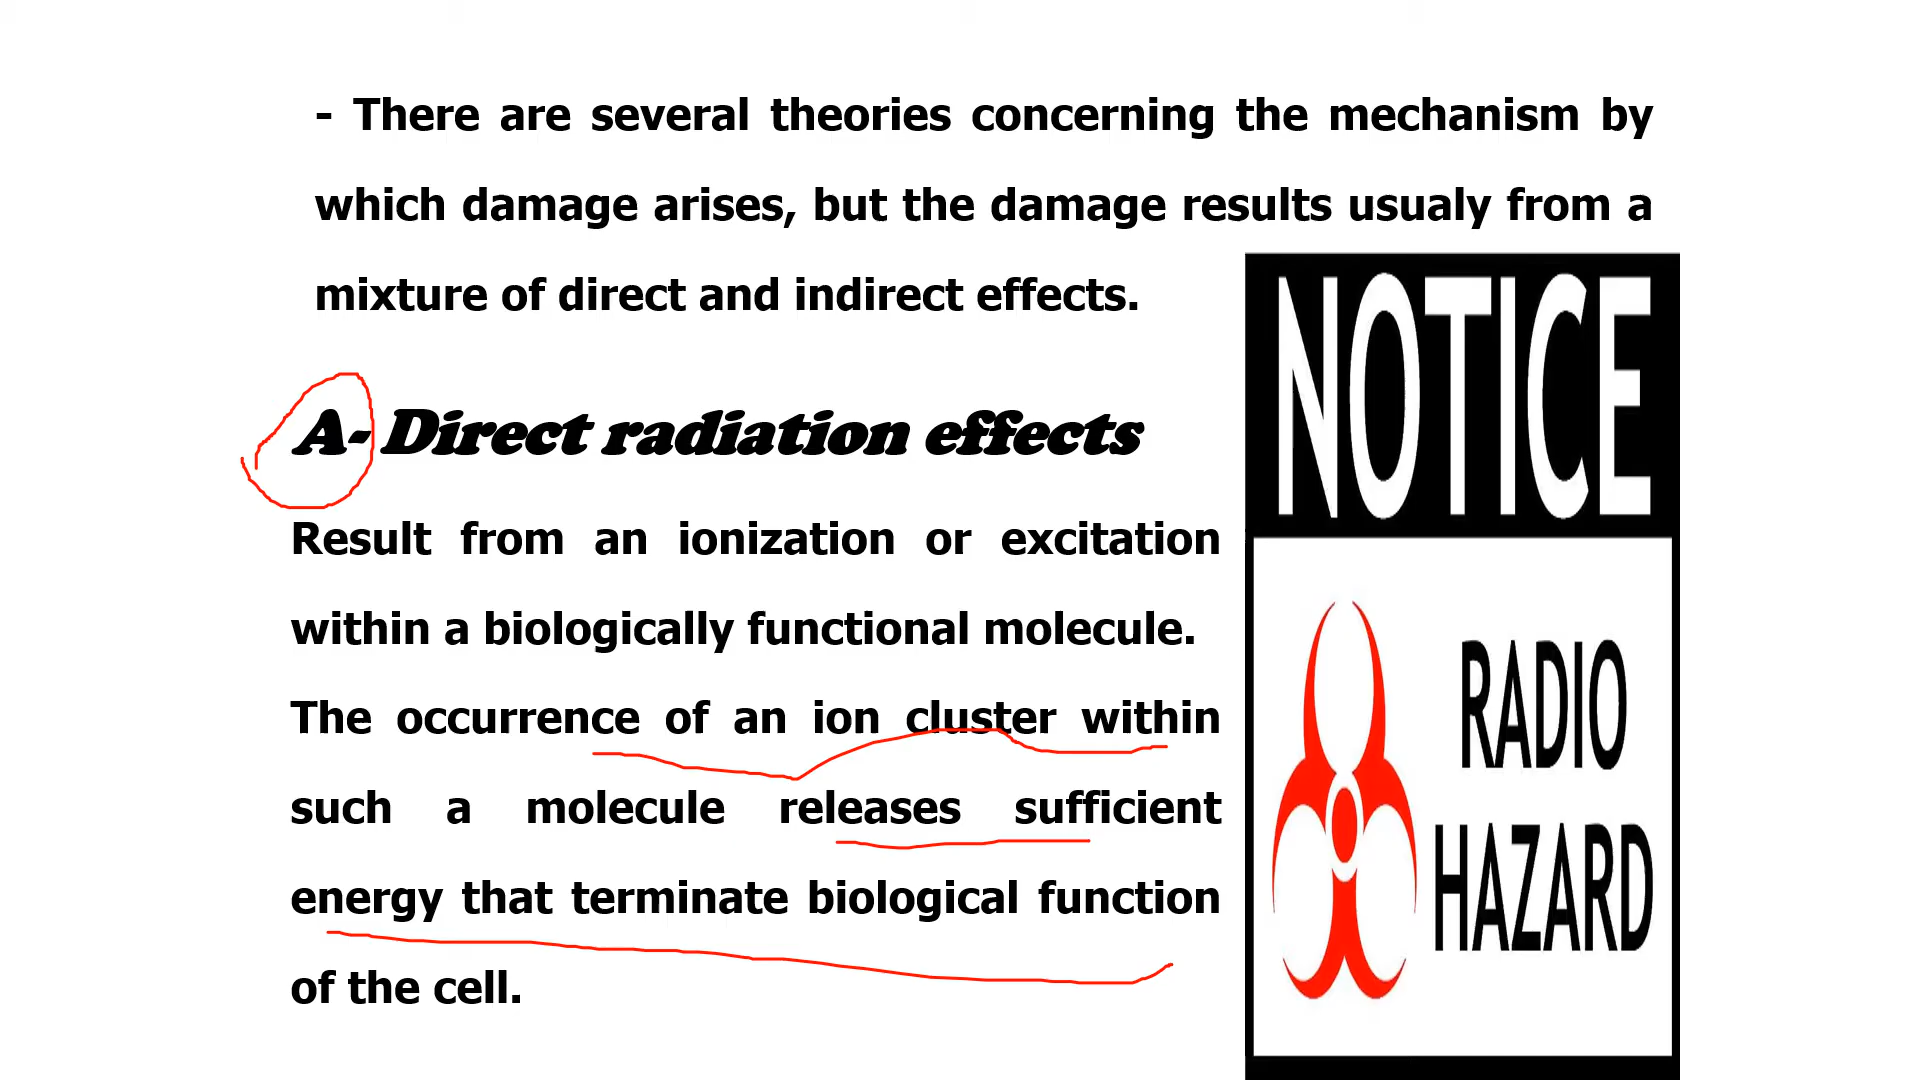 - There are several theories concerning the mechanism by
which damage arises, but the damage results usualy from a
mixture of direct and indirect effects.
A- Direct radiation effects
Result from an ionization or excitation
within a biologically functional molecule.
The occurrence of an ion cluster within
such a molecule releases sufficient
energy that terminate biological function
of the cell.
NOTICE
RADIO
HAZARD